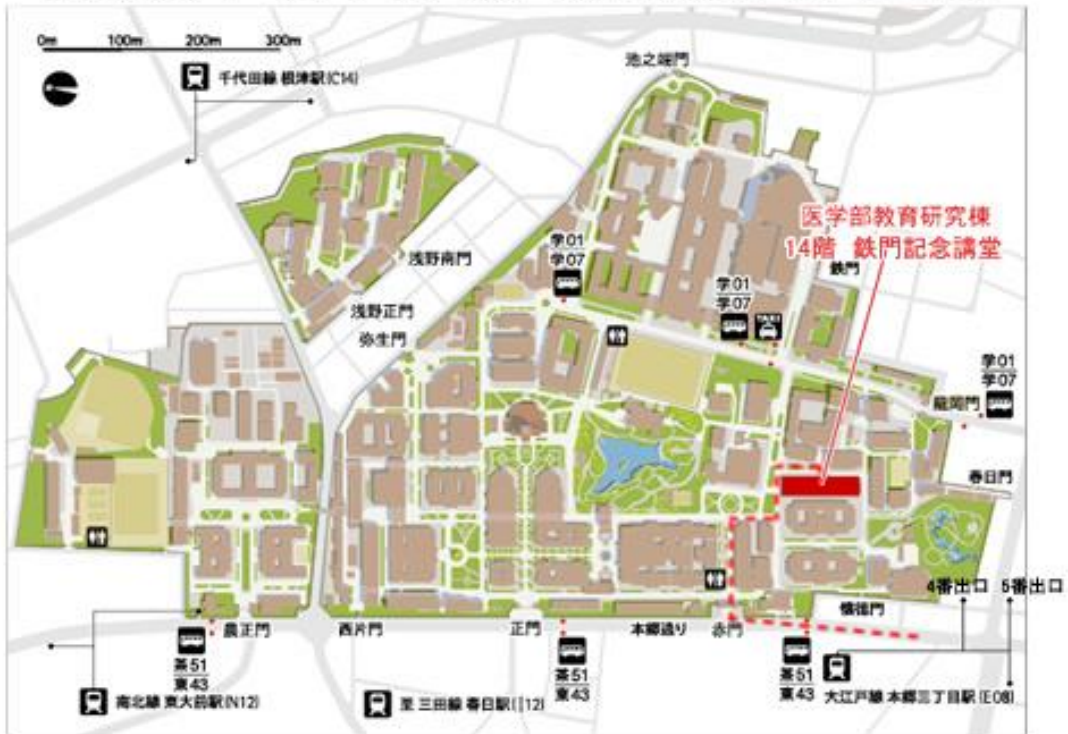 0m 100m 200m 300m
千代田線 根津駅(C14)
池之端門
医学部教育研究棟
14階 鉄門記念講堂
鉄門
学01
学07
浅野南門
学01
学07
TAXI
浅野正門
弥生門
学01
学07
龍岡門
春日門
4番出口
5番出口
懐徳門
農正門
西片門
正門
本郷通り
赤門
茶51
東43
茶51
東43
茶51
東43
南北線 東大前駅(N12)
至 三田線 春日駅(I12)
大江戸線 本郷三丁目駅(E08)